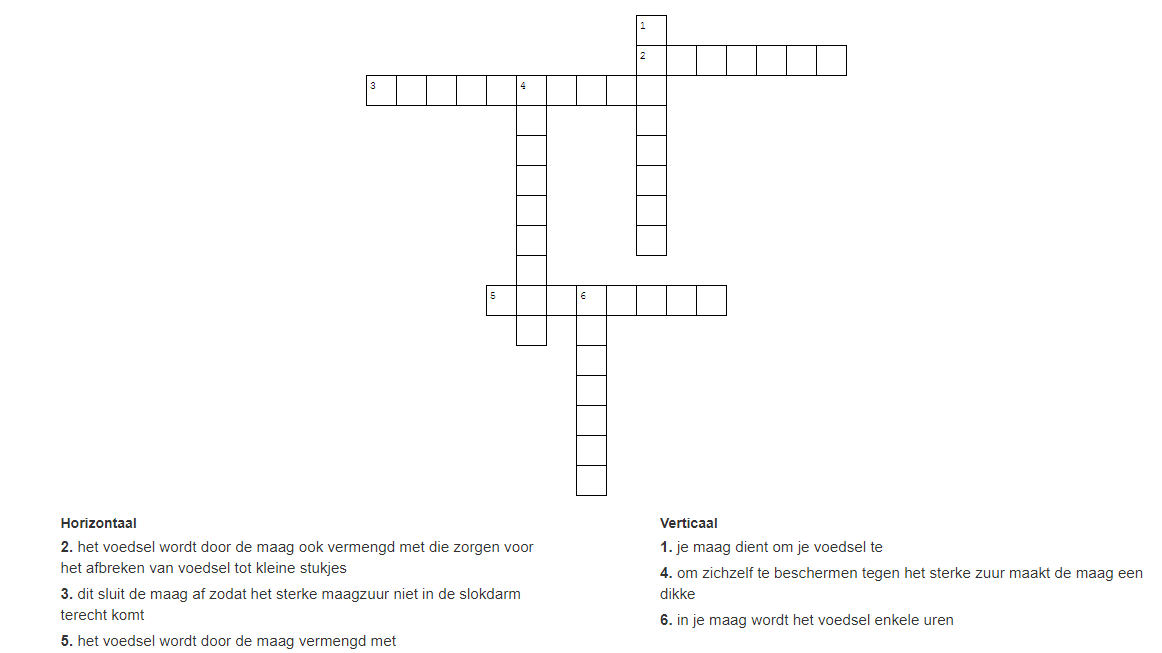 1
2
3
4
5
6
Horizontaal
2. het voedsel wordt door de maag ook vermengd met die zorgen voor
het afbreken van voedsel tot kleine stukjes
3. dit sluit de maag af zodat het sterke maagzuur niet in de slokdarm
terecht komt
5. het voedsel wordt door de maag vermengd met
Verticaal
1. je maag dient om je voedsel te
4. om zichzelf te beschermen tegen het sterke zuur maakt de maag een
dikke
6. in je maag wordt het voedsel enkele uren